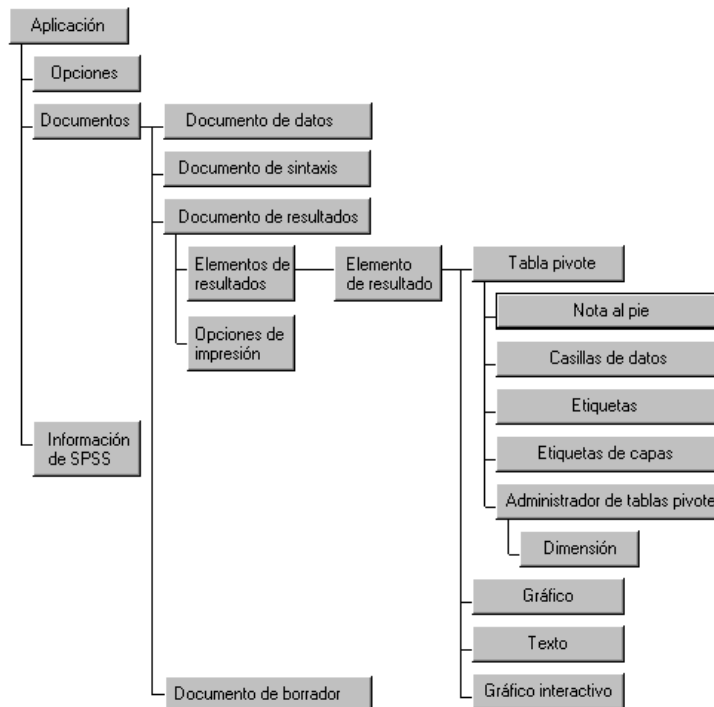 Aplicación
Opciones
Documentos
Documento de datos
Documento de sintaxis
Documento de resultados
Elementos de
resultados
Elemento
de resultado
Tabla pivote
Nota al pie
Opciones de
impresión
Casillas de datos
Etiquetas
Información
de SPSS
Etiquetas de capas
Administrador de tablas pivote
Dimensión
Gráfico
Texto
Documento de borrador
Gráfico interactivo